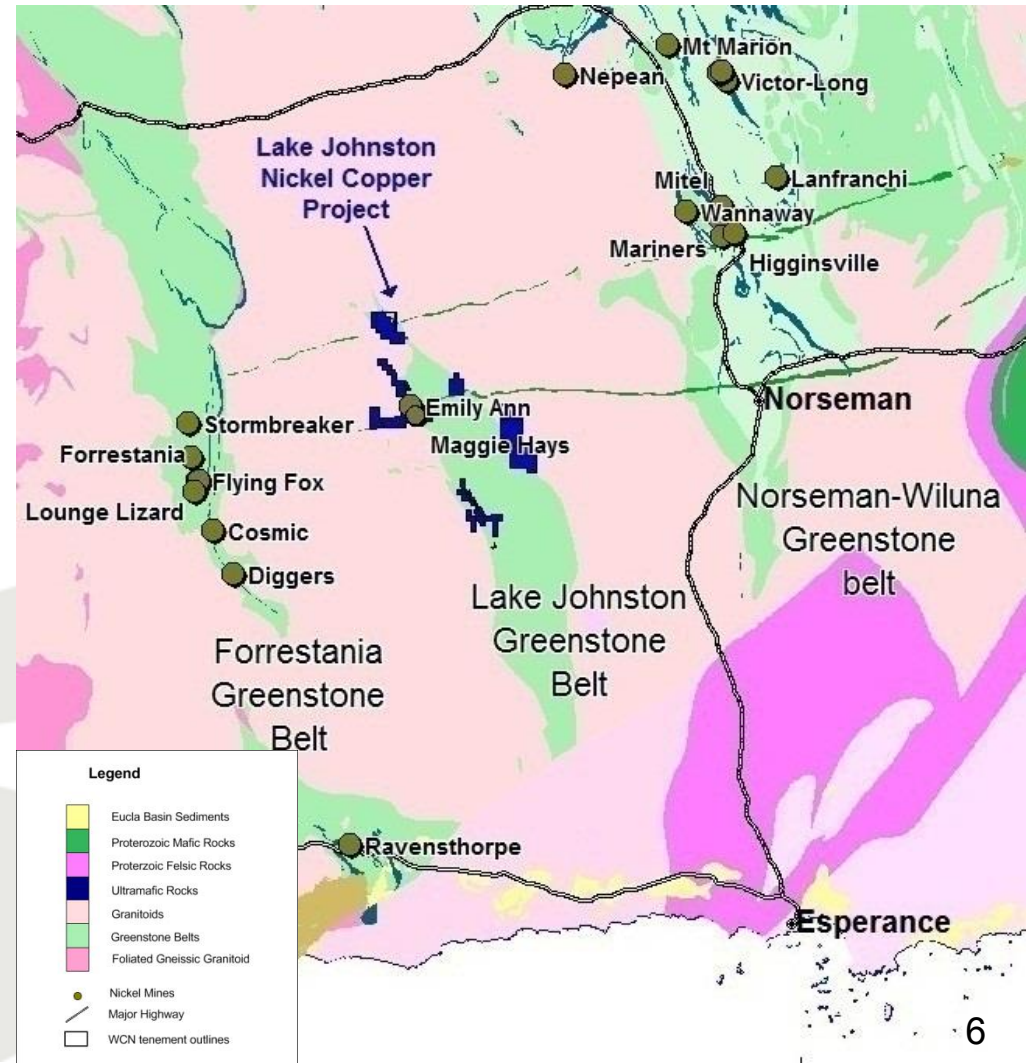 Mt Marion
Nepean
Victor-Long
Lake Johnston
Nickel Copper
Project
Mitel
Lanfranchi
Wannaway
Mariners
Higginsville
Emily Ann
Norseman
Stormbreaker
Maggie Hays
Forrestania
Flying Fox
Lounge Lizard
Cosmic
Norseman-Wiluna
Greenstone
belt
Diggers
Lake Johnston
Greenstone
Belt
Forrestania
Greenstone
Belt
Legend
Eucla Basin Sediments
Proterozoic Mafic Rocks
Proterzoic Felsic Rocks
Ultramafic Rocks
Granitoids
Greenstone Belts
Foliated Gneissic Granitoid
Nickel Mines
Major Highway
WCN tenement outlines
Ravensthorpe
Esperance
6